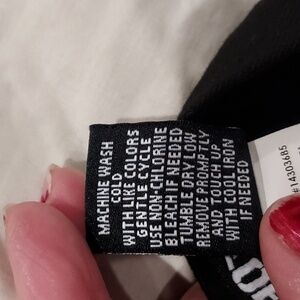 MACHINE WASH
COLD
WITH LIKE COLORS
GENTLE CYCLE
USE NON-CHLORINE
BLEACH IF NEEDED
TUMBLE DRY LOW
REMOVE PROMPTLY
AND TOUCH UP
WITH COOL IRON
IF NEEDED
#14303685